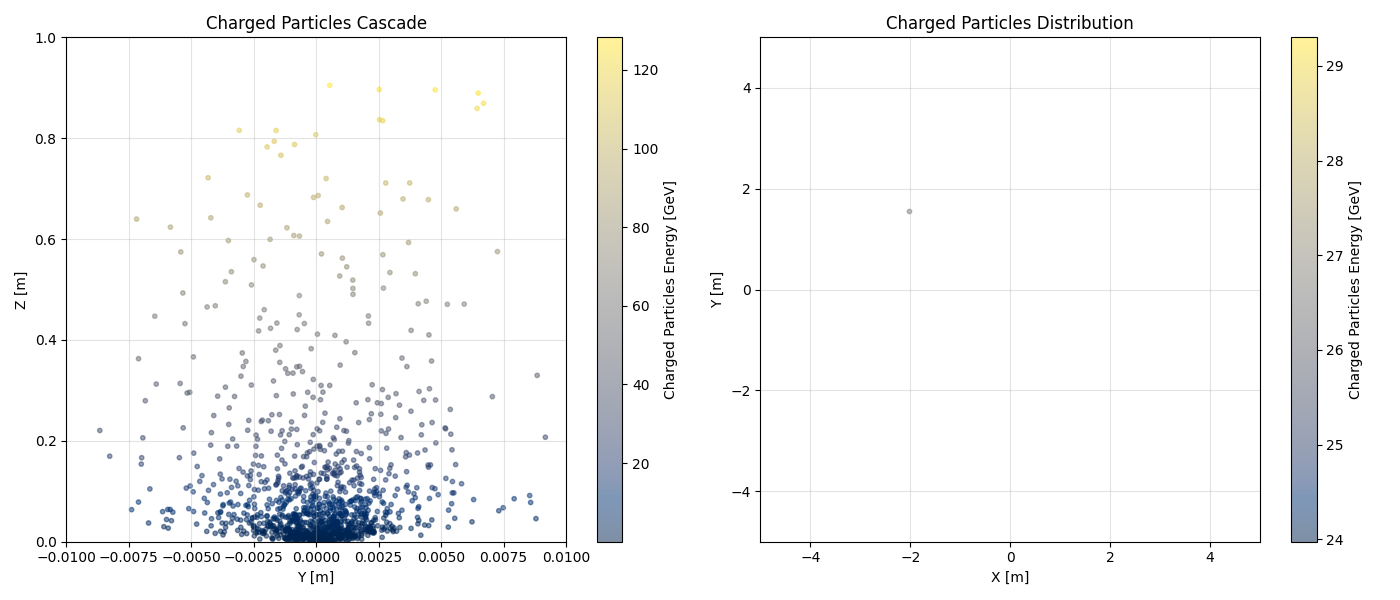 Charged Particles Cascade
1.0
0.8
0.6
0.4
0.2
0.0
−0.0100 −0.0075 −0.0050 −0.0025 0.0000 0.0025 0.0050 0.0075 0.0100
Y [m]
Z [m]
120
100
80
60
40
20
Charged Particles Energy [GeV]
Charged Particles Distribution
4
2
0
−2
−4
−4 −2 0 2 4
X [m]
Y [m]
29
28
27
26
25
24
Charged Particles Energy [GeV]